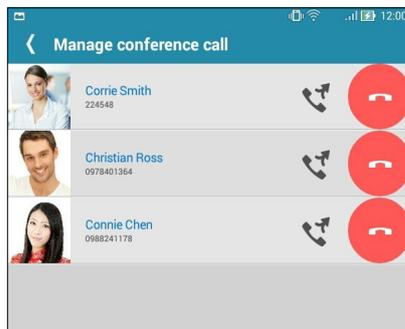 12:00
Manage conference call
Corrie Smith
224548
Christian Ross
0978401364
Connie Chen
0988241178